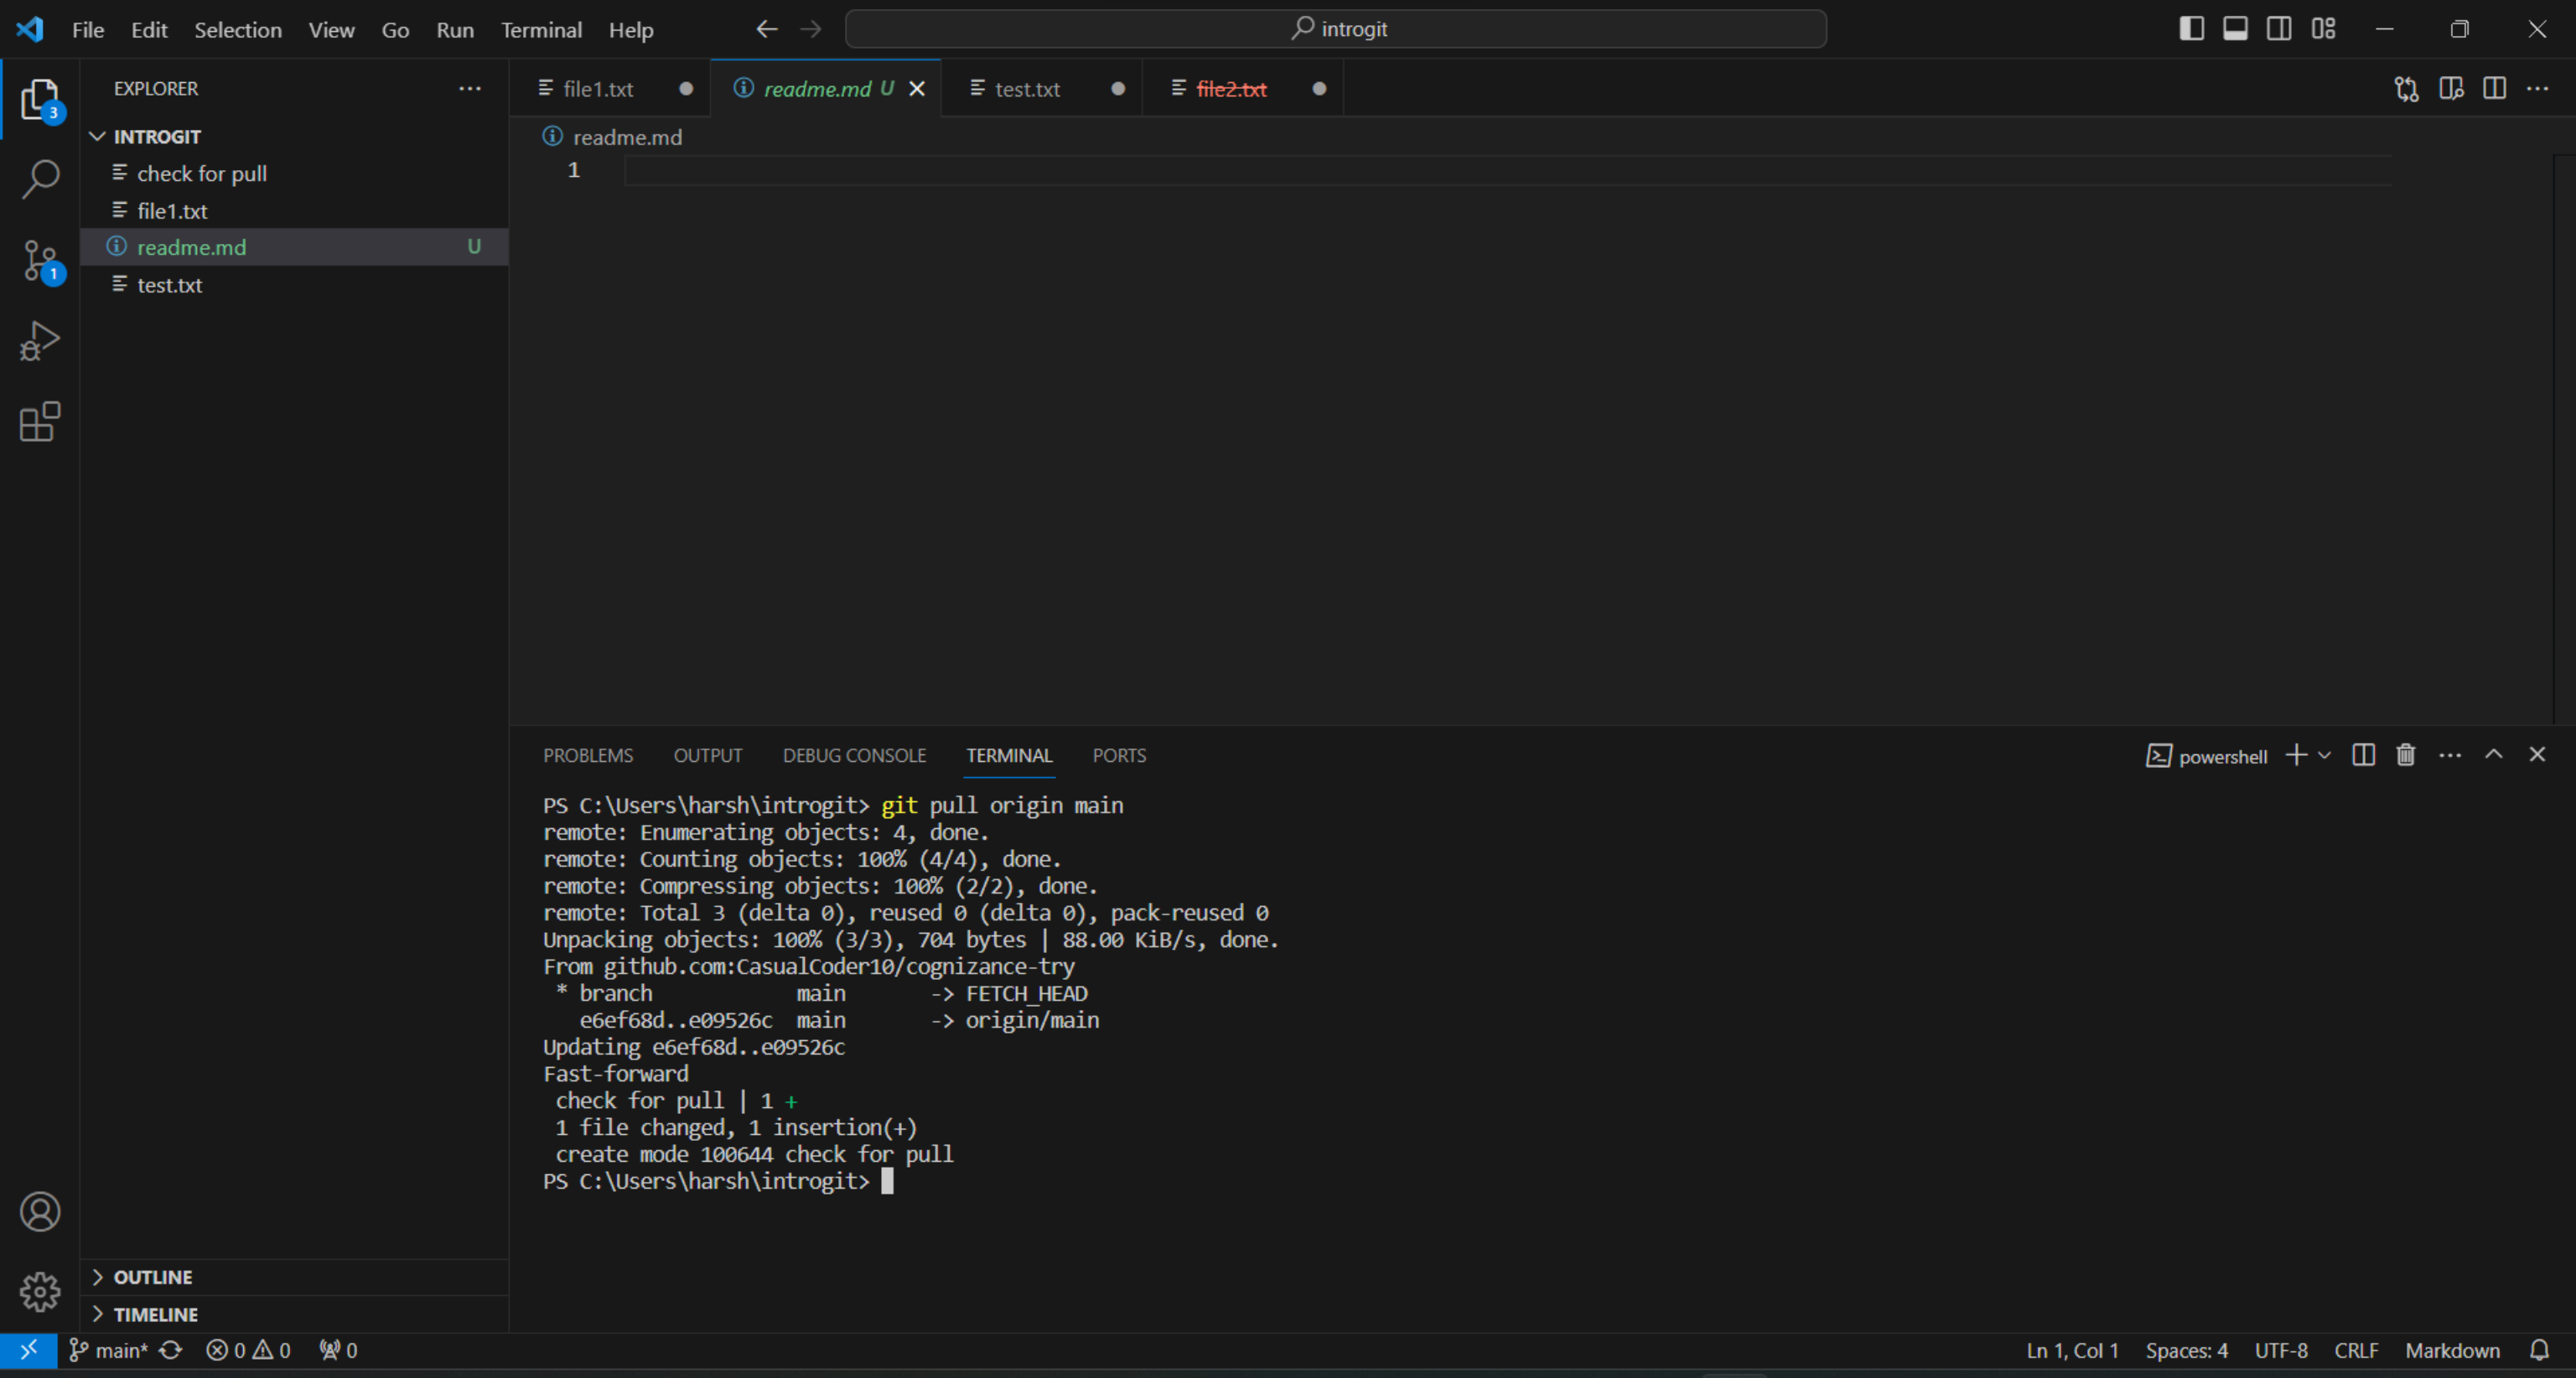 File Edit Selection View Go Run Terminal Help
introgit
EXPLORER
3
INTROGIT
check for pull
file1.txt
readme.md U
test.txt
1
file1.txt
readme.md U
test.txt
file2.txt
readme.md
1
PROBLEMS OUTPUT DEBUG CONSOLE TERMINAL PORTS
powershell
PS C:\Users\harsh\introgit> git pull origin main
remote: Enumerating objects: 4, done.
remote: Counting objects: 100% (4/4), done.
remote: Compressing objects: 100% (2/2), done.
remote: Total 3 (delta 0), reused 0 (delta 0), pack-reused 0
Unpacking objects: 100% (3/3), 704 bytes | 88.00 KiB/s, done.
From github.com:CasualCoder10/cognizance-try
* branch main -> FETCH_HEAD
e6ef68d..e09526c main -> origin/main
Updating e6ef68d..e09526c
Fast-forward
check for pull | 1 +
1 file changed, 1 insertion(+)
create mode 100644 check for pull
PS C:\Users\harsh\introgit>
OUTLINE
TIMELINE
main* 0 0 0
Ln 1, Col 1 Spaces: 4 UTF-8 CRLF Markdown